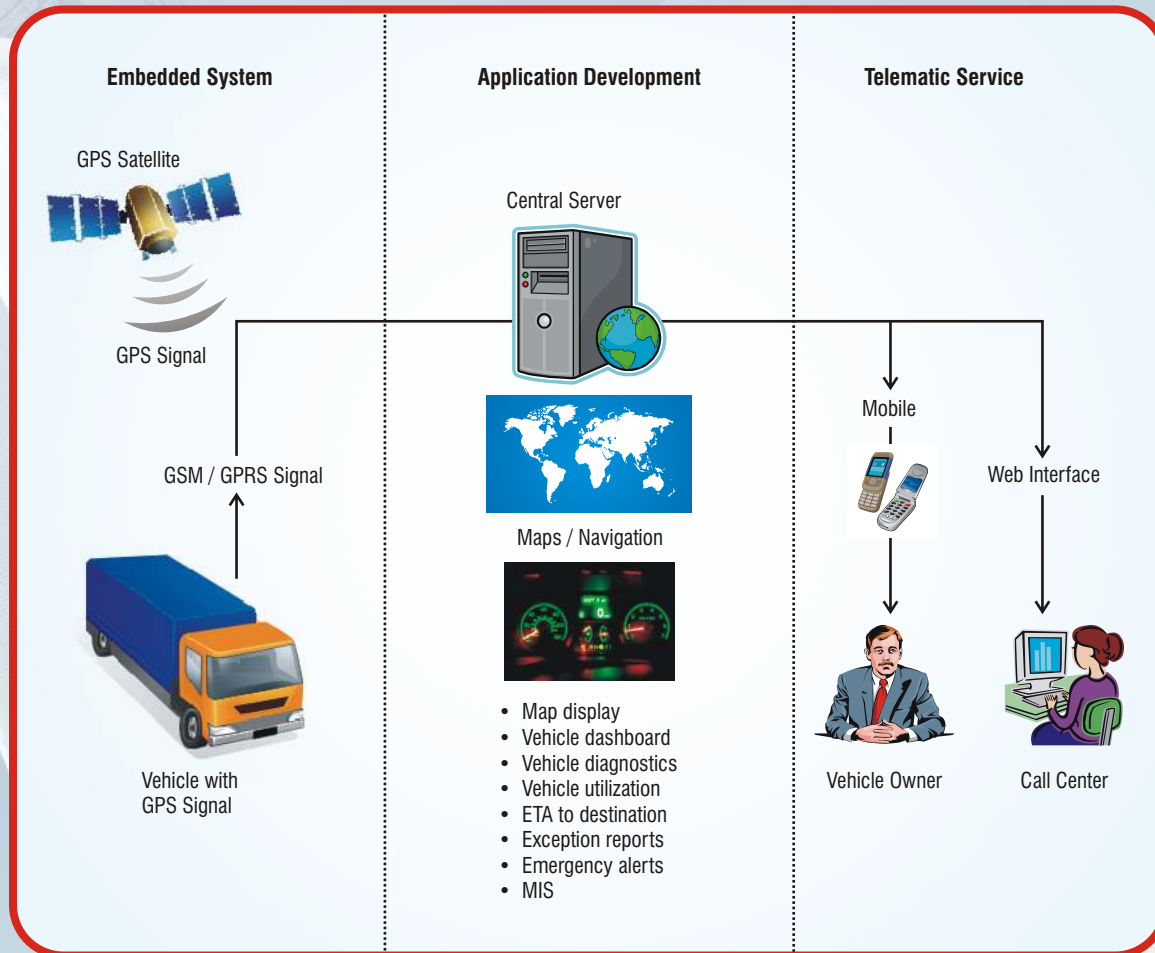 Embedded System
GPS Satellite
GPS Signal
GSM / GPRS Signal
Vehicle with
GPS Signal
Application Development
Central Server
Maps / Navigation
• Map display
• Vehicle dashboard
• Vehicle diagnostics
• Vehicle utilization
• ETA to destination
• Exception reports
• Emergency alerts
• MIS
Telematic Service
Mobile
Web Interface
Vehicle Owner
Call Center